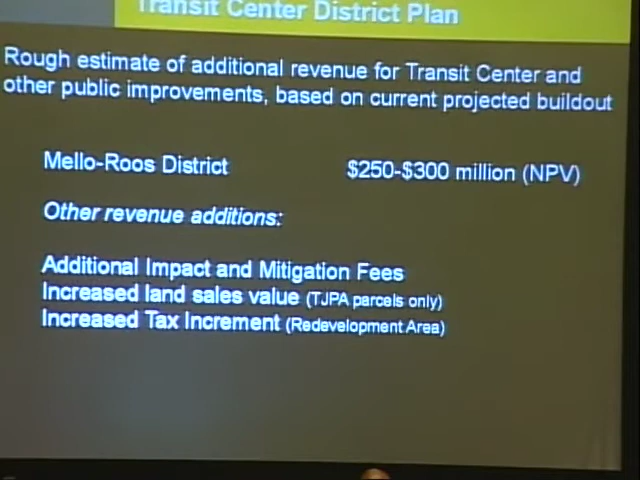 Transit Center District Plan
Rough estimate of additional revenue for Transit Center and
other public improvements, based on current projected buildout
Mello-Roos District $250-$300 million (NPV)
Other revenue additions:
Additional Impact and Mitigation Fees
Increased land sales value (TJPA parcels only)
Increased Tax Increment (Redevelopment Area)